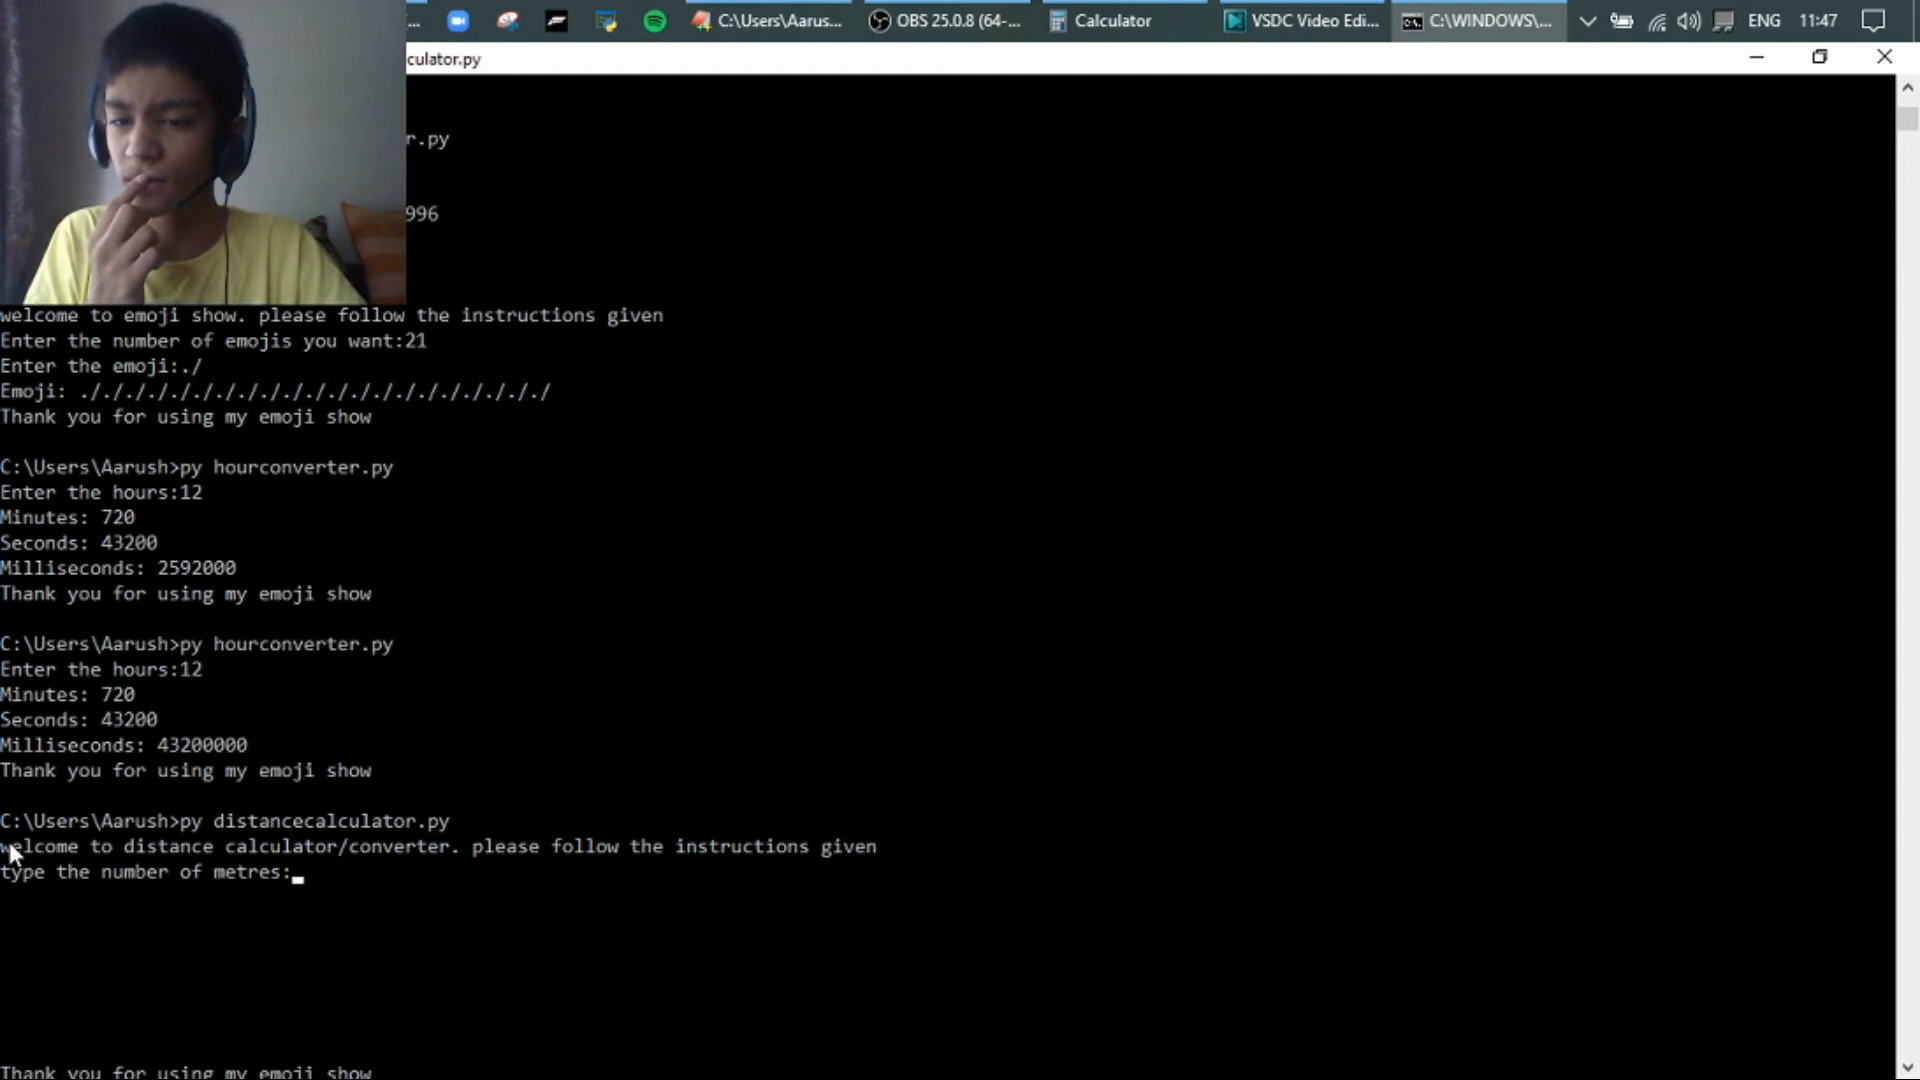 C:\Users\Aarus...
OBS 25.0.8 (64-...
Calculator
VSDC Video Edi...
C:\WINDOWS\...
ENG
11:47
culator.py
r.py
996
welcome to emoji show. please follow the instructions given
Enter the number of emojis you want:21
Enter the emoji:./
Emoji: ./././././././././././././././././././././
Thank you for using my emoji show
C:\Users\Aarush>py hourconverter.py
Enter the hours:12
Minutes: 720
Seconds: 43200
Milliseconds: 2592000
Thank you for using my emoji show
C:\Users\Aarush>py hourconverter.py
Enter the hours:12
Minutes: 720
Seconds: 43200
Milliseconds: 43200000
Thank you for using my emoji show
C:\Users\Aarush>py distancecalculator.py
welcome to distance calculator/converter. please follow the instructions given
type the number of metres:
Thank you for using my emoji show